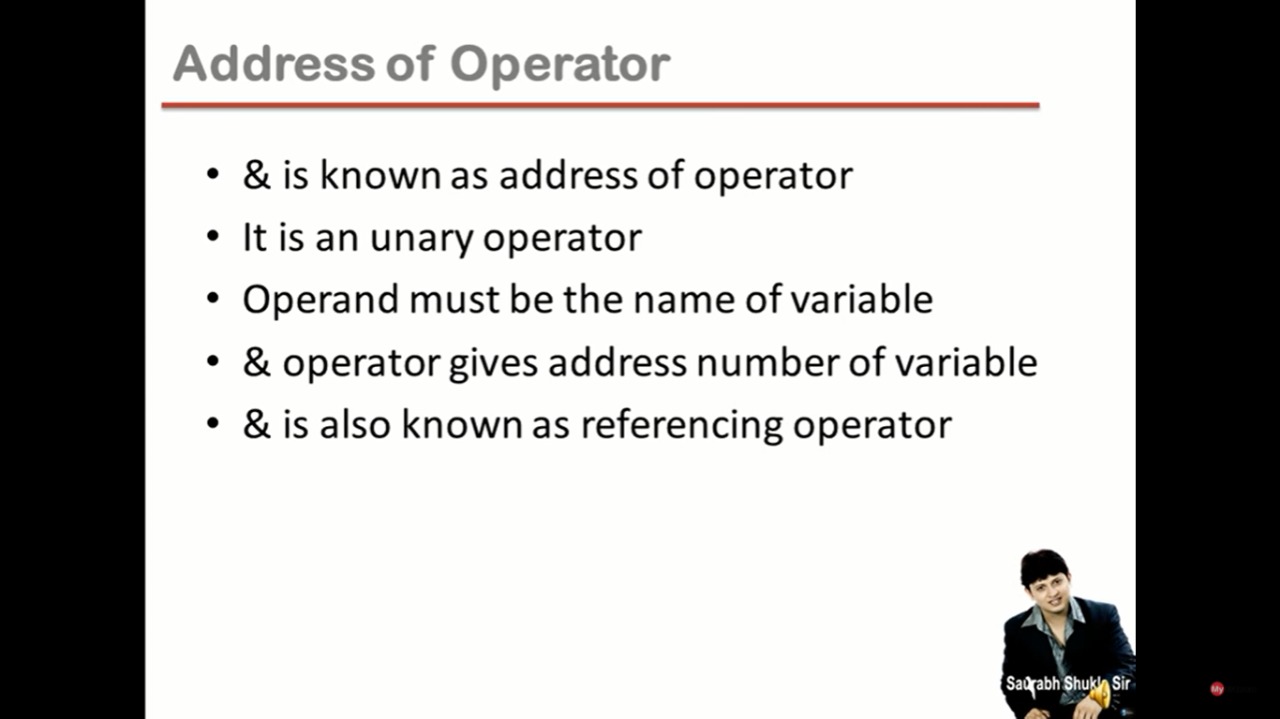 Address of Operator
• & is known as address of operator
• It is an unary operator
• Operand must be the name of variable
• & operator gives address number of variable
• & is also known as referencing operator
Saurabh Shukla Sir
My